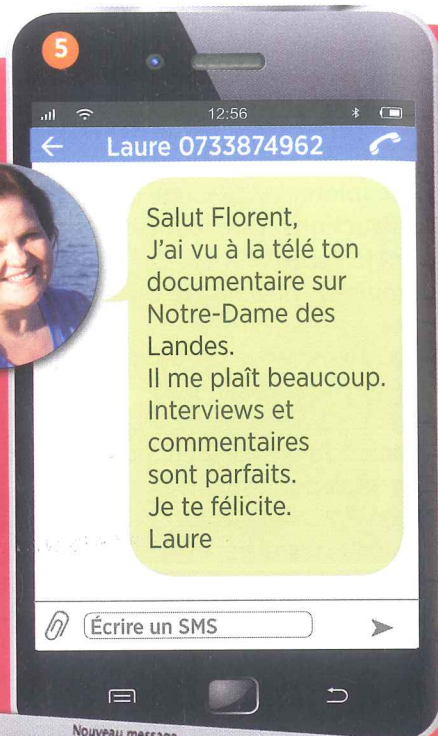 5
12:56
Laure 0733874962
Salut Florent,
J'ai vu à la télé ton
documentaire sur
Notre-Dame des
Landes.
Il me plaît beaucoup.
Interviews et
commentaires
sont parfaits.
Je te félicite.
Laure
Écrire un SMS
Nouveau message